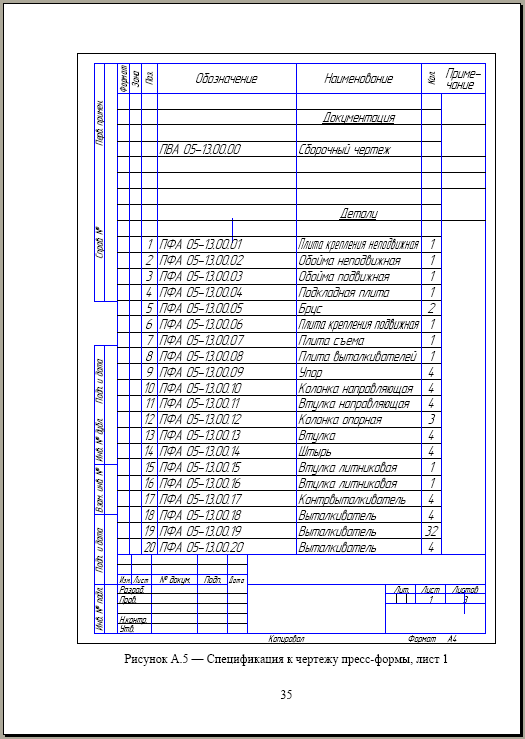 Формат Зона Поз. Обозначение Наименование Кол. Приме-
чание
Перв. примен.
Документация
ПВА 05-13.00.00 Сборочный чертеж
Детали
Справ. №
1 ПФА 05-13.00.01 Плита крепления неподвижная 1
2 ПФА 05-13.00.02 Обойма неподвижная 1
3 ПФА 05-13.00.03 Обойма подвижная 1
4 ПФА 05-13.00.04 Подкладная плита 1
5 ПФА 05-13.00.05 Брус 2
6 ПФА 05-13.00.06 Плита крепления подвижная 1
7 ПФА 05-13.00.07 Плита съема 1
8 ПФА 05-13.00.08 Плита выталкивателей 1
9 ПФА 05-13.00.09 Упор 4
10 ПФА 05-13.00.10 Колонка направляющая 4
11 ПФА 05-13.00.11 Втулка направляющая 4
12 ПФА 05-13.00.12 Колонка опорная 3
13 ПФА 05-13.00.13 Втулка 4
14 ПФА 05-13.00.14 Штырь 4
15 ПФА 05-13.00.15 Втулка литниковая 1
16 ПФА 05-13.00.16 Втулка литниковая 1
17 ПФА 05-13.00.17 Контрвыталкиватель 4
18 ПФА 05-13.00.18 Выталкиватель 4
19 ПФА 05-13.00.19 Выталкиватель 32
20 ПФА 05-13.00.20 Выталкиватель 4
Подп. и дата
Инв. № дубл.
Взам. инв. №
Подп. и дата
Инв. № подл.
Изм. Лист № докум. Подп. Дата
Разраб.
Пров.
Н.контр.
Утв.
Лит. Лист Листов
1 3
Копировал Формат А4
Рисунок А.5 — Спецификация к чертежу пресс-формы, лист 1
35